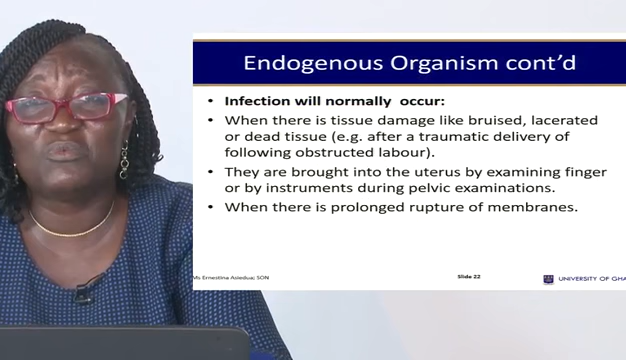 Endogenous Organism cont'd
• Infection will normally occur:
• When there is tissue damage like bruised, lacerated
or dead tissue (e.g. after a traumatic delivery of
following obstructed labour).
• They are brought into the uterus by examining finger
or by instruments during pelvic examinations.
• When there is prolonged rupture of membranes.
Ms Ernestina Asiedua; SON
Slide 22
UNIVERSITY OF GHA